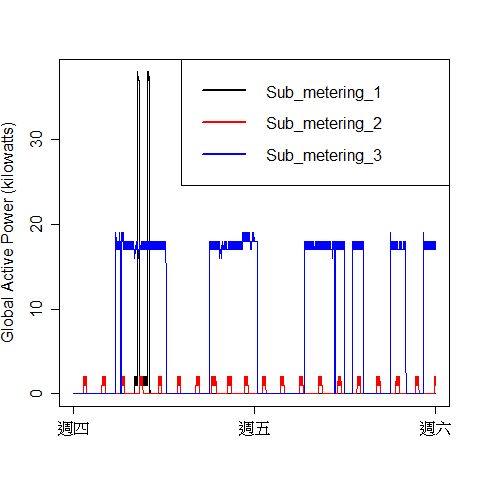 Global Active Power (kilowatts)
30
20
10
0
Sub_metering_1
Sub_metering_2
Sub_metering_3
週四
週五
週六